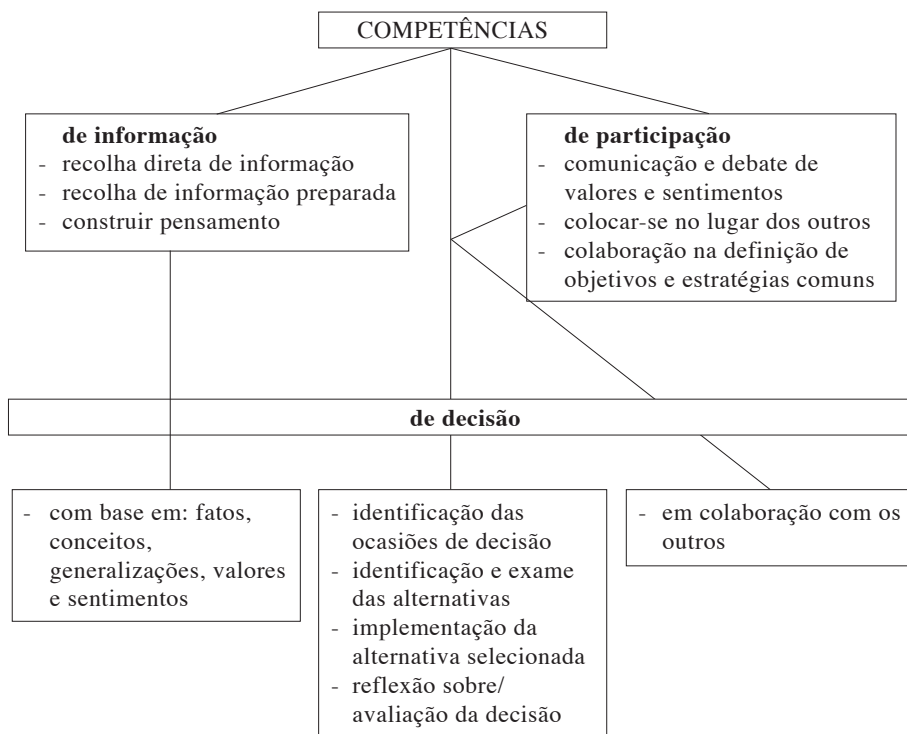 COMPETÊNCIAS
de informação
- recolha direta de informação
- recolha de informação preparada
- construir pensamento
de participação
- comunicação e debate de
valores e sentimentos
- colocar-se no lugar dos outros
- colaboração na definição de
objetivos e estratégias comuns
de decisão
- com base em: fatos,
conceitos,
generalizações, valores
e sentimentos
- identificação das
ocasiões de decisão
- identificação e exame
das alternativas
- implementação da
alternativa selecionada
- reflexão sobre/
avaliação da decisão
- em colaboração com os
outros